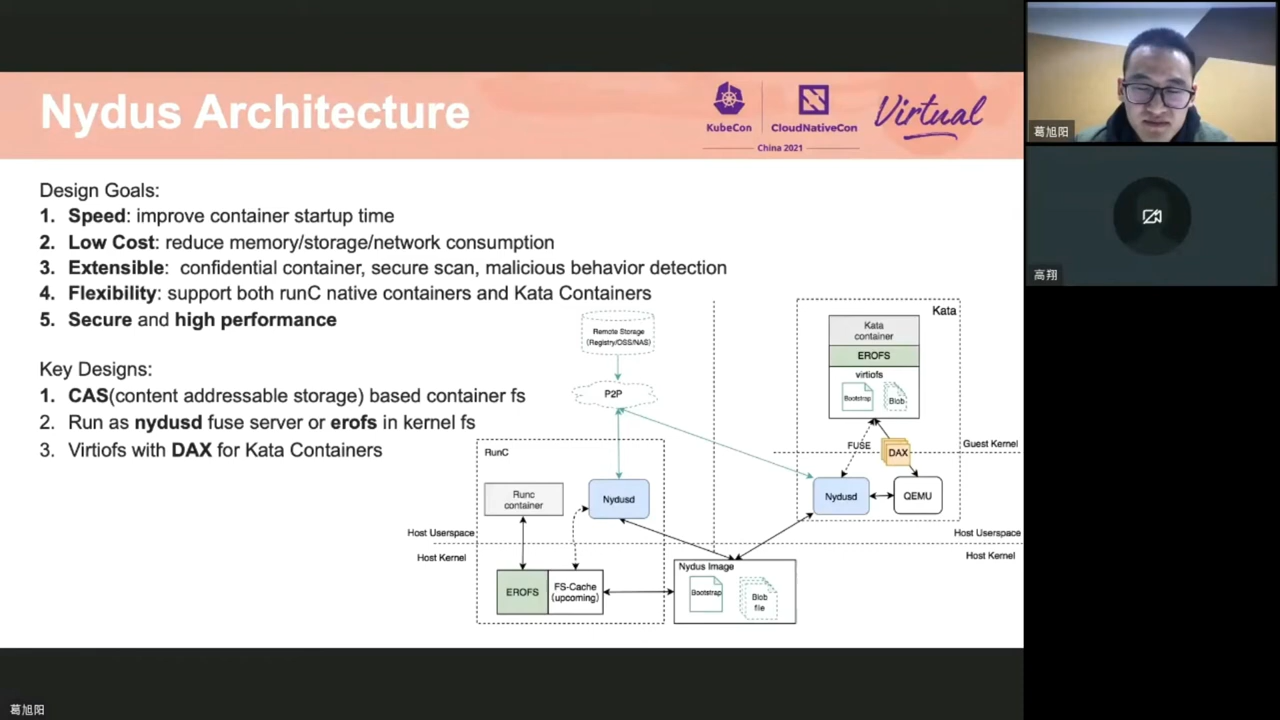 Nydus Architecture
KubeCon
CloudNativeCon
Virtual
China 2021
Design Goals:
1. Speed: improve container startup time
2. Low Cost: reduce memory/storage/network consumption
3. Extensible: confidential container, secure scan, malicious behavior detection
4. Flexibility: support both runC native containers and Kata Containers
5. Secure and high performance
Key Designs:
1. CAS(content addressable storage) based container fs
2. Run as nydusd fuse server or erofs in kernel fs
3. Virtiofs with DAX for Kata Containers
Remote Storage
(Registry/OSS/NAS)
P2P
RunC
Runc
container
Nydusd
Host Userspace
Host Kernel
EROFS
FS-Cache
(upcoming)
Nydus Image
Bootstrap
Blob
file
Kata
Kata
container
EROFS
virtiofs
Bootstrap
Blob
FUSE
DAX
Guest Kernel
Nydusd
QEMU
Host Userspace
Host Kernel
葛旭阳
高翔
葛旭阳